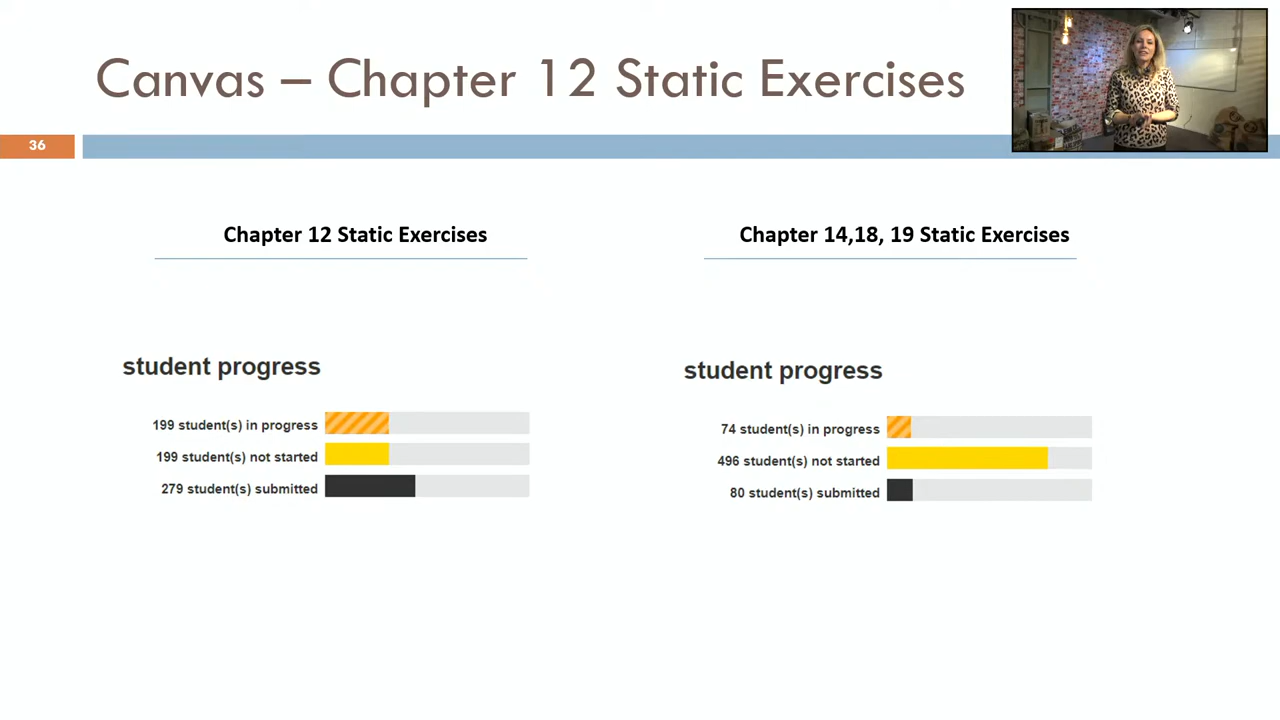 Canvas – Chapter 12 Static Exercises
36
Chapter 12 Static Exercises
student progress
199 student(s) in progress
199 student(s) not started
279 student(s) submitted
Chapter 14,18, 19 Static Exercises
student progress
74 student(s) in progress
496 student(s) not started
80 student(s) submitted